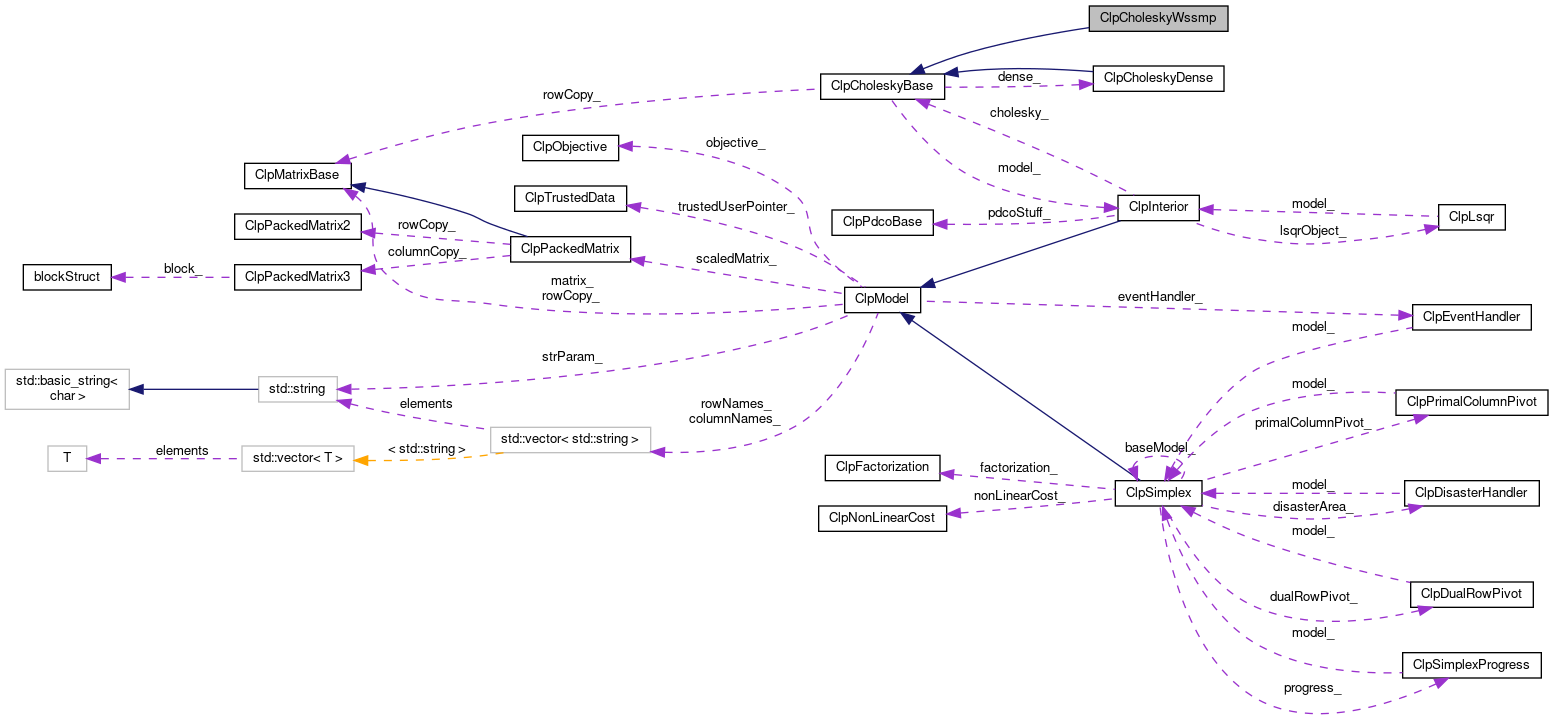 ClpCholeskyWssmp
ClpCholeskyBase
dense_
ClpCholeskyDense
rowCopy_
cholesky_
ClpObjective
objective_
ClpMatrixBase
model_
ClpTrustedData
trustedUserPointer_
ClpInterior
model_
ClpLsqr
ClpPackedMatrix2
rowCopy_
ClpPdcoBase
pdcoStuff_
lsqrObject_
ClpPackedMatrix
columnCopy_
scaledMatrix_
blockStruct
block_
ClpPackedMatrix3
matrix_
rowCopy_
ClpModel
eventHandler_
ClpEventHandler
model_
strParam_
std::basic_string<
char >
std::string
model_
ClpPrimalColumnPivot
elements
rowNames_
columnNames_
primalColumnPivot_
std::vector< std::string >
baseModel_
T
elements
std::vector< T >
< std::string >
ClpFactorization
factorization_
ClpSimplex
model_
ClpDisasterHandler
nonLinearCost_
disasterArea_
ClpNonLinearCost
model_
dualRowPivot_
ClpDualRowPivot
model_
ClpSimplexProgress
progress_